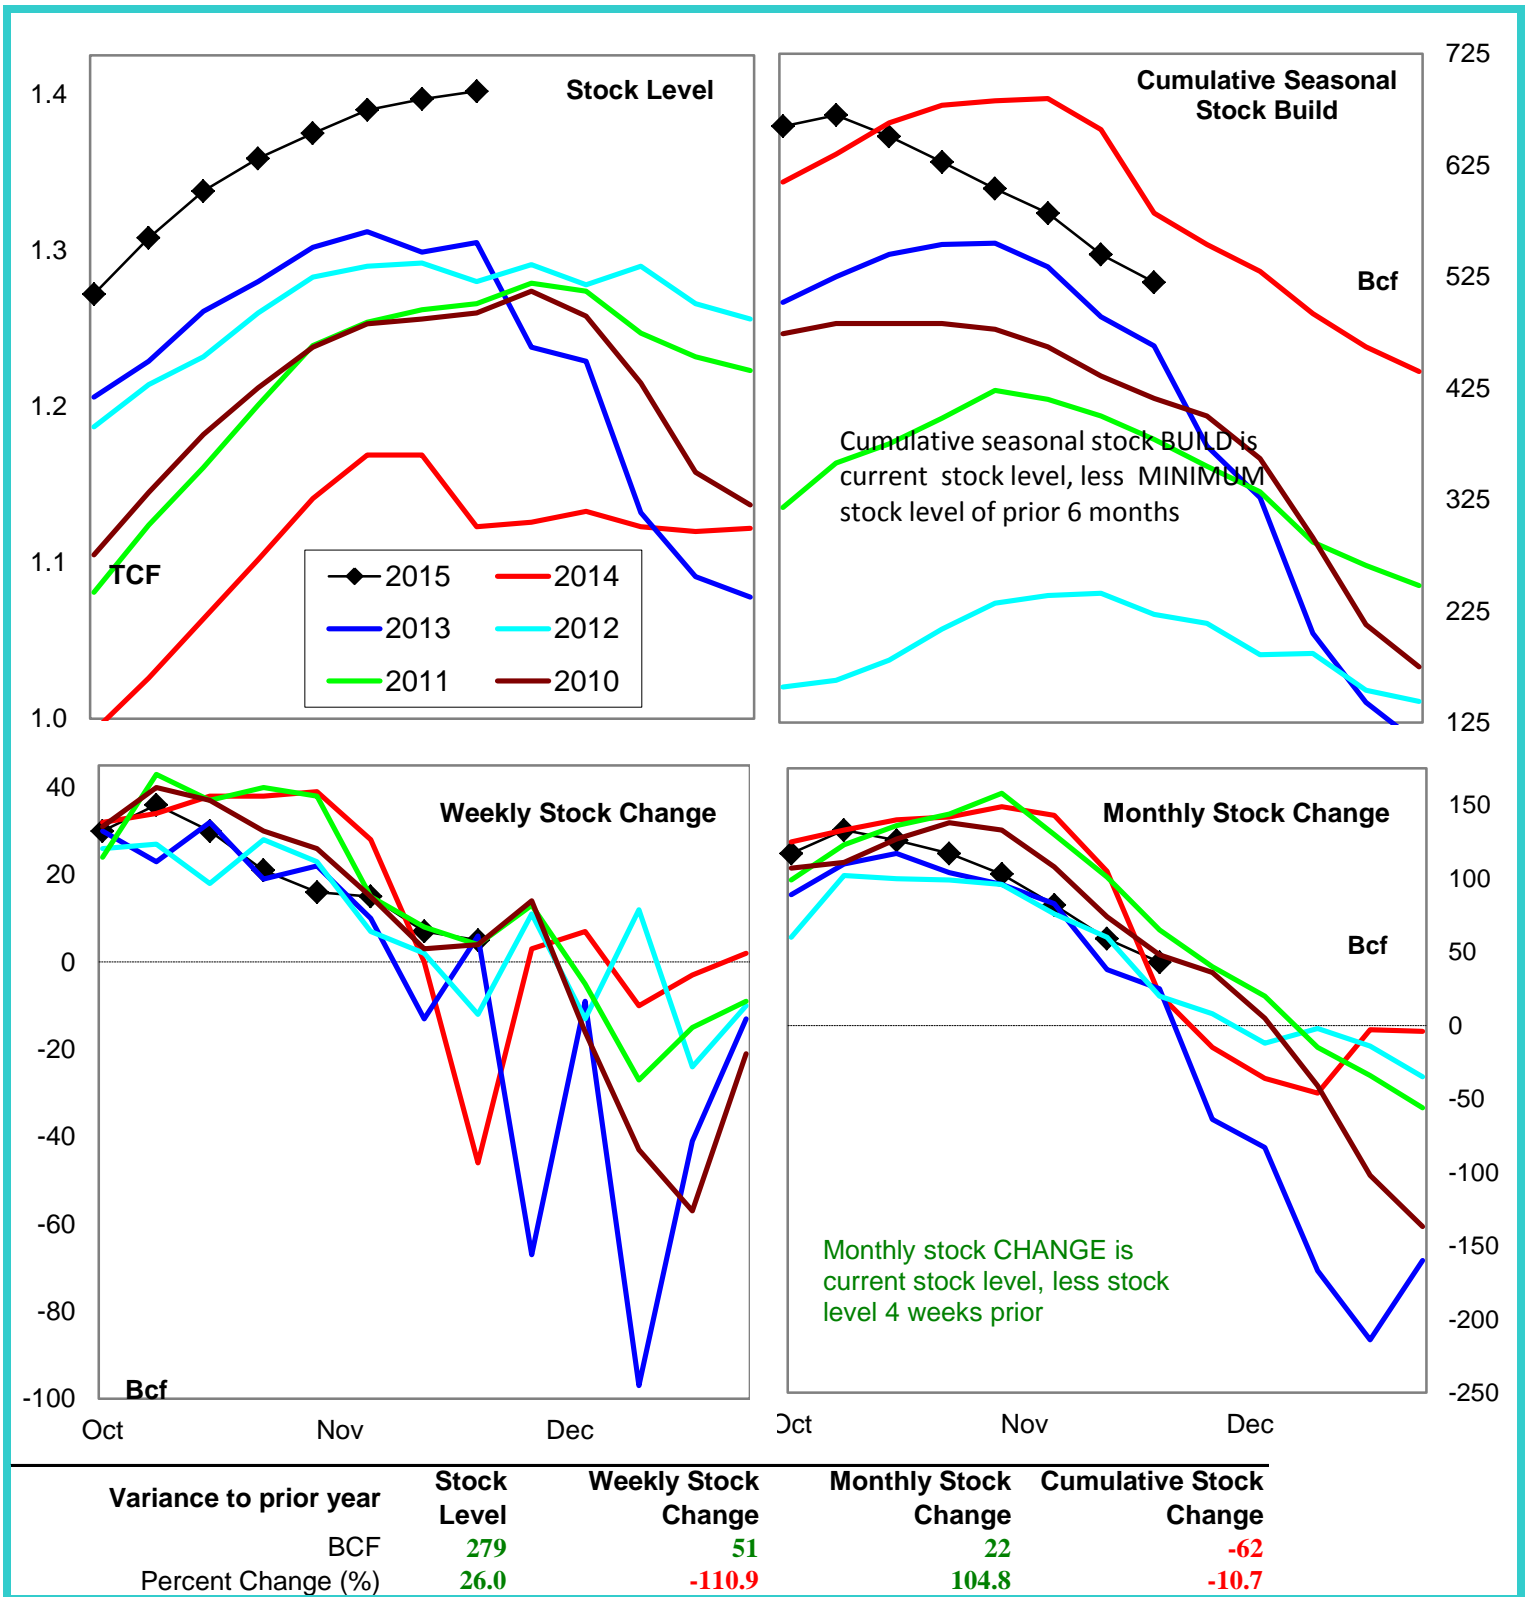 Stock Level
1.4
1.3
1.2
1.1
1.0
TCF
2015
2014
2013
2012
2011
2010
Cumulative Seasonal
Stock Build
725
625
525
425
325
225
125
Bcf
Cumulative seasonal stock BUILD is
current stock level, less MINIMUM
stock level of prior 6 months
Weekly Stock Change
40
20
0
-20
-40
-60
-80
-100
Bcf
Oct
Nov
Dec
Monthly Stock Change
150
100
50
0
-50
-100
-150
-200
-250
Bcf
Monthly stock CHANGE is
current stock level, less stock
level 4 weeks prior
Oct
Nov
Dec
Variance to prior year
Stock
Level
Weekly Stock
Change
Monthly Stock
Change
Cumulative Stock
Change
BCF 279 51 22 -62
Percent Change (%) 26.0 -110.9 104.8 -10.7